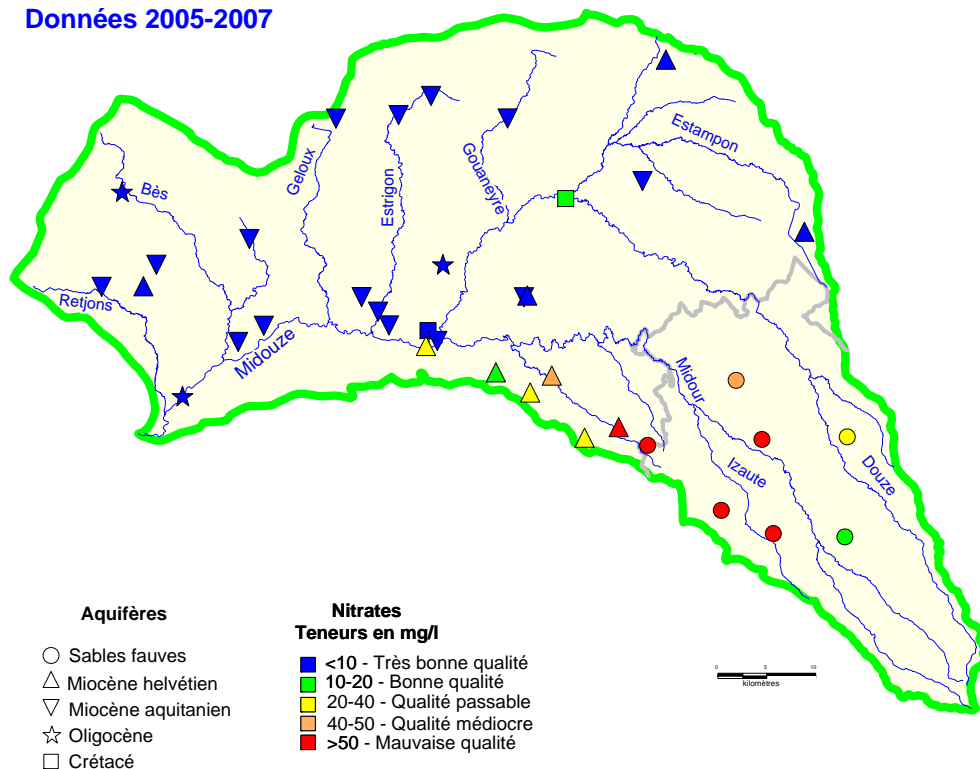 Données 2005-2007
Estampon
Gouaneyre
Geloux
Estrigon
Bès
Retjons
Midouze
Midour
Izaute
Douze
Aquifères
Sables fauves
Miocène helvétien
Miocène aquitanien
Oligocène
Crétacé
Nitrates
Teneurs en mg/l
<10 - Très bonne qualité
10-20 - Bonne qualité
20-40 - Qualité passable
40-50 - Qualité médiocre
>50 - Mauvaise qualité
0 5 10
kilomètres